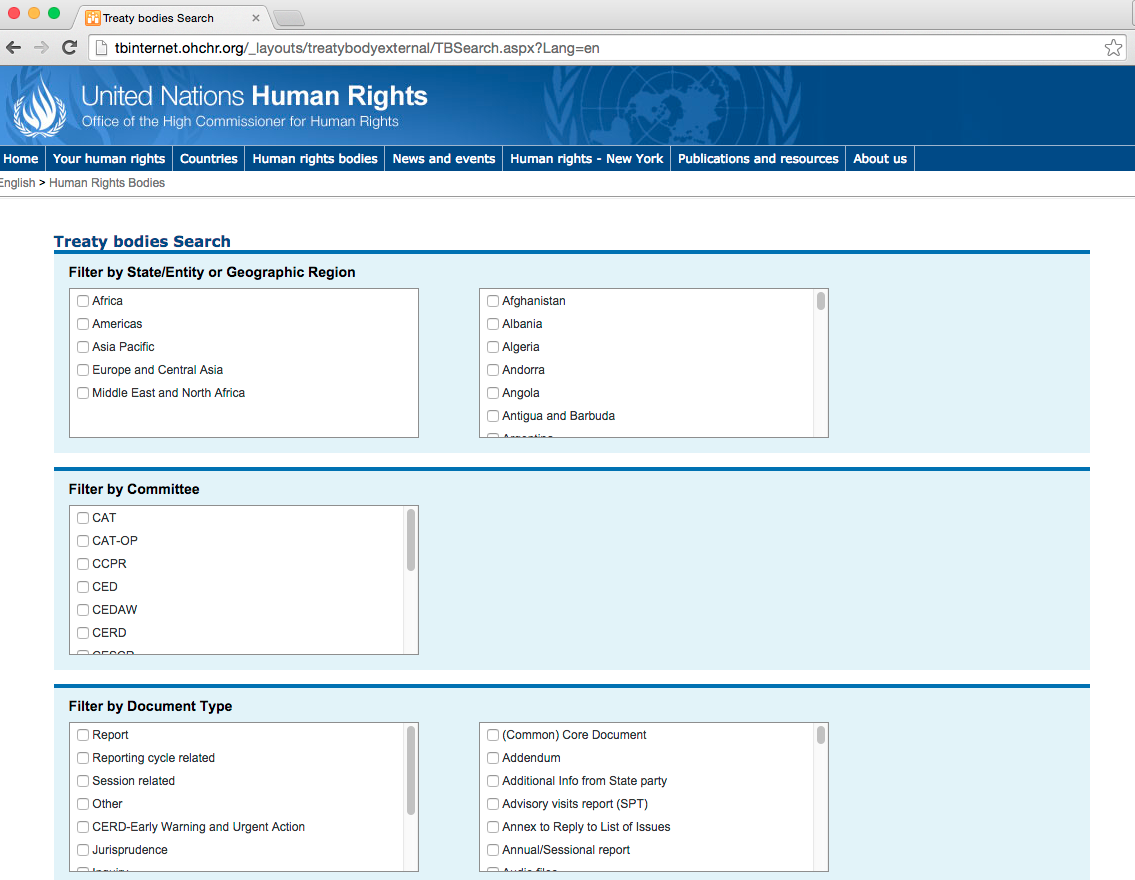 Treaty bodies Search
tbinternet.ohchr.org/_layouts/treatybodyexternal/TBSearch.aspx?Lang=en
United Nations Human Rights
Office of the High Commissioner for Human Rights
Home Your human rights Countries Human rights bodies News and events Human rights - New York Publications and resources About us
English > Human Rights Bodies
Treaty bodies Search
Filter by State/Entity or Geographic Region
Africa
Americas
Asia Pacific
Europe and Central Asia
Middle East and North Africa
Afghanistan
Albania
Algeria
Andorra
Angola
Antigua and Barbuda
Argentina
Filter by Committee
CAT
CAT-OP
CCPR
CED
CEDAW
CERD
CESCR
Filter by Document Type
Report
Reporting cycle related
Session related
Other
CERD-Early Warning and Urgent Action
Jurisprudence
Inquiry
(Common) Core Document
Addendum
Additional Info from State party
Advisory visits report (SPT)
Annex to Reply to List of Issues
Annual/Sessional report
Audio files